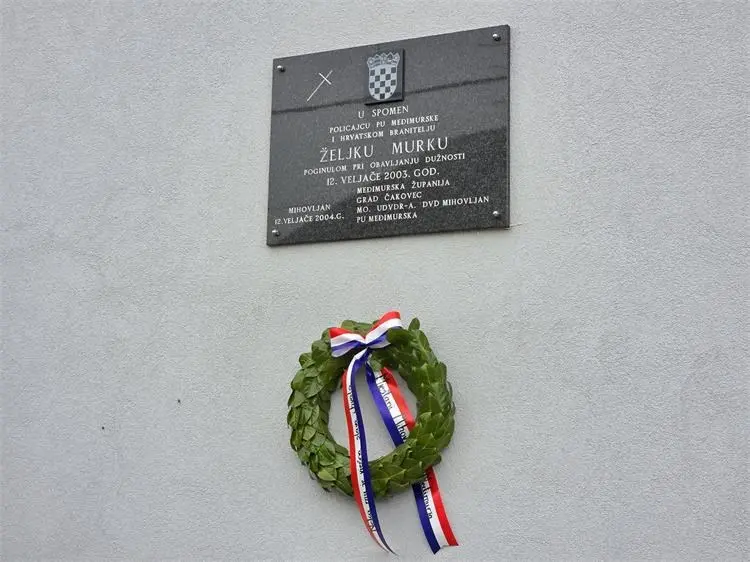 U SPOMEN
POLICAJCU PU MEĐIMURSKE
I HRVATSKOM BRANITELJU
ŽELJKU MURKU
POGINULOM PRI OBAVLJANJU DUŽNOSTI
12. VELJAČE 2003. GOD.
MEĐIMURSKA ŽUPANIJA
GRAD ČAKOVEC
MIHOVLJAN MO. UDVDR-A. DVD MIHOVLJAN
12.VELJAČE 2004.G. PU MEĐIMURSKA